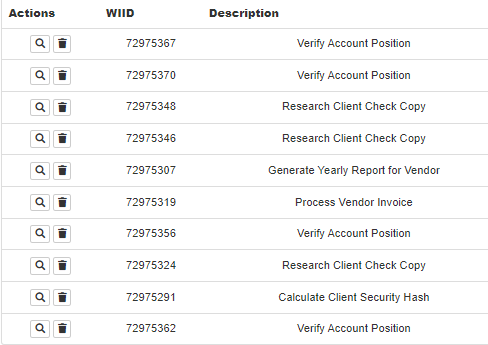 Actions WIID Description
72975367 Verify Account Position
72975370 Verify Account Position
72975348 Research Client Check Copy
72975346 Research Client Check Copy
72975307 Generate Yearly Report for Vendor
72975319 Process Vendor Invoice
72975356 Verify Account Position
72975324 Research Client Check Copy
72975291 Calculate Client Security Hash
72975362 Verify Account Position